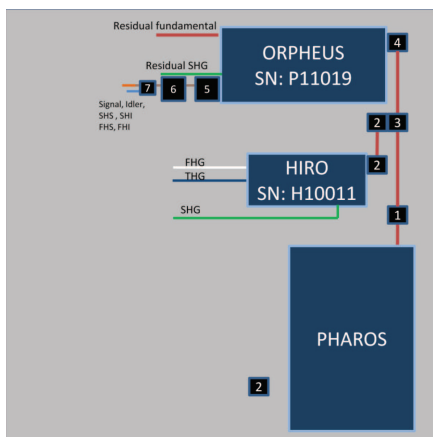 Residual fundamental
4
ORPHEUS
SN: P11019
Residual SHG
7
6
5
Signal, Idler,
SHS , SHI
FHS, FHI
2
3
FHG
THG
2
HIRO
SN: H10011
SHG
1
PHAROS
2